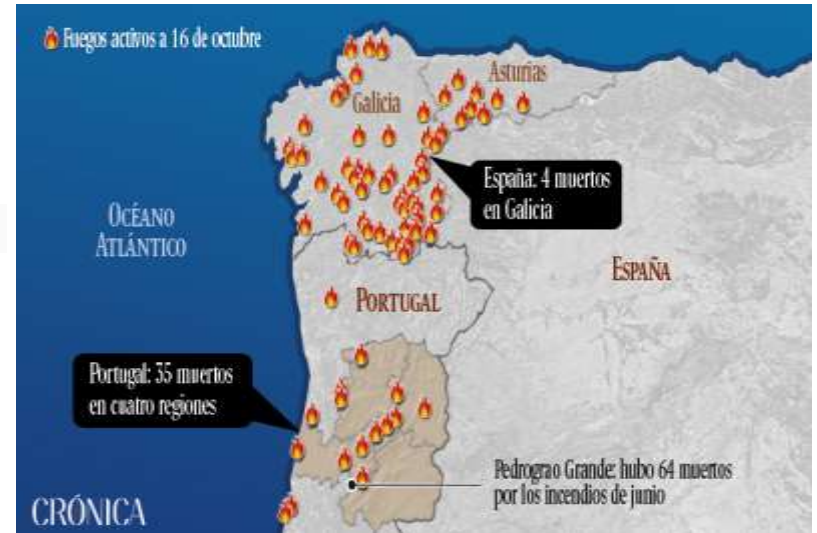 Fuegos activos a 16 de octubre
Asturias
Galicia
España: 4 muertos
en Galicia
OCÉANO
ATLÁNTICO
ESPAÑA
PORTUGAL
Portugal: 35 muertos
en cuatro regiones
Pedrograo Grande: hubo 64 muertos
por los incendios de junio
CRÓNICA